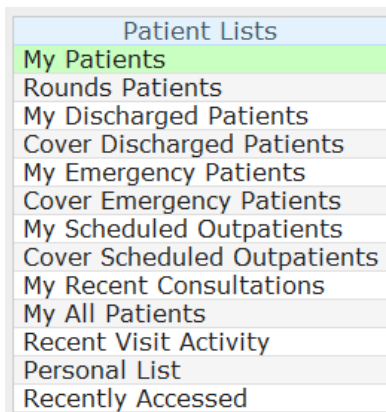 Patient Lists
My Patients
Rounds Patients
My Discharged Patients
Cover Discharged Patients
My Emergency Patients
Cover Emergency Patients
My Scheduled Outpatients
Cover Scheduled Outpatients
My Recent Consultations
My All Patients
Recent Visit Activity
Personal List
Recently Accessed